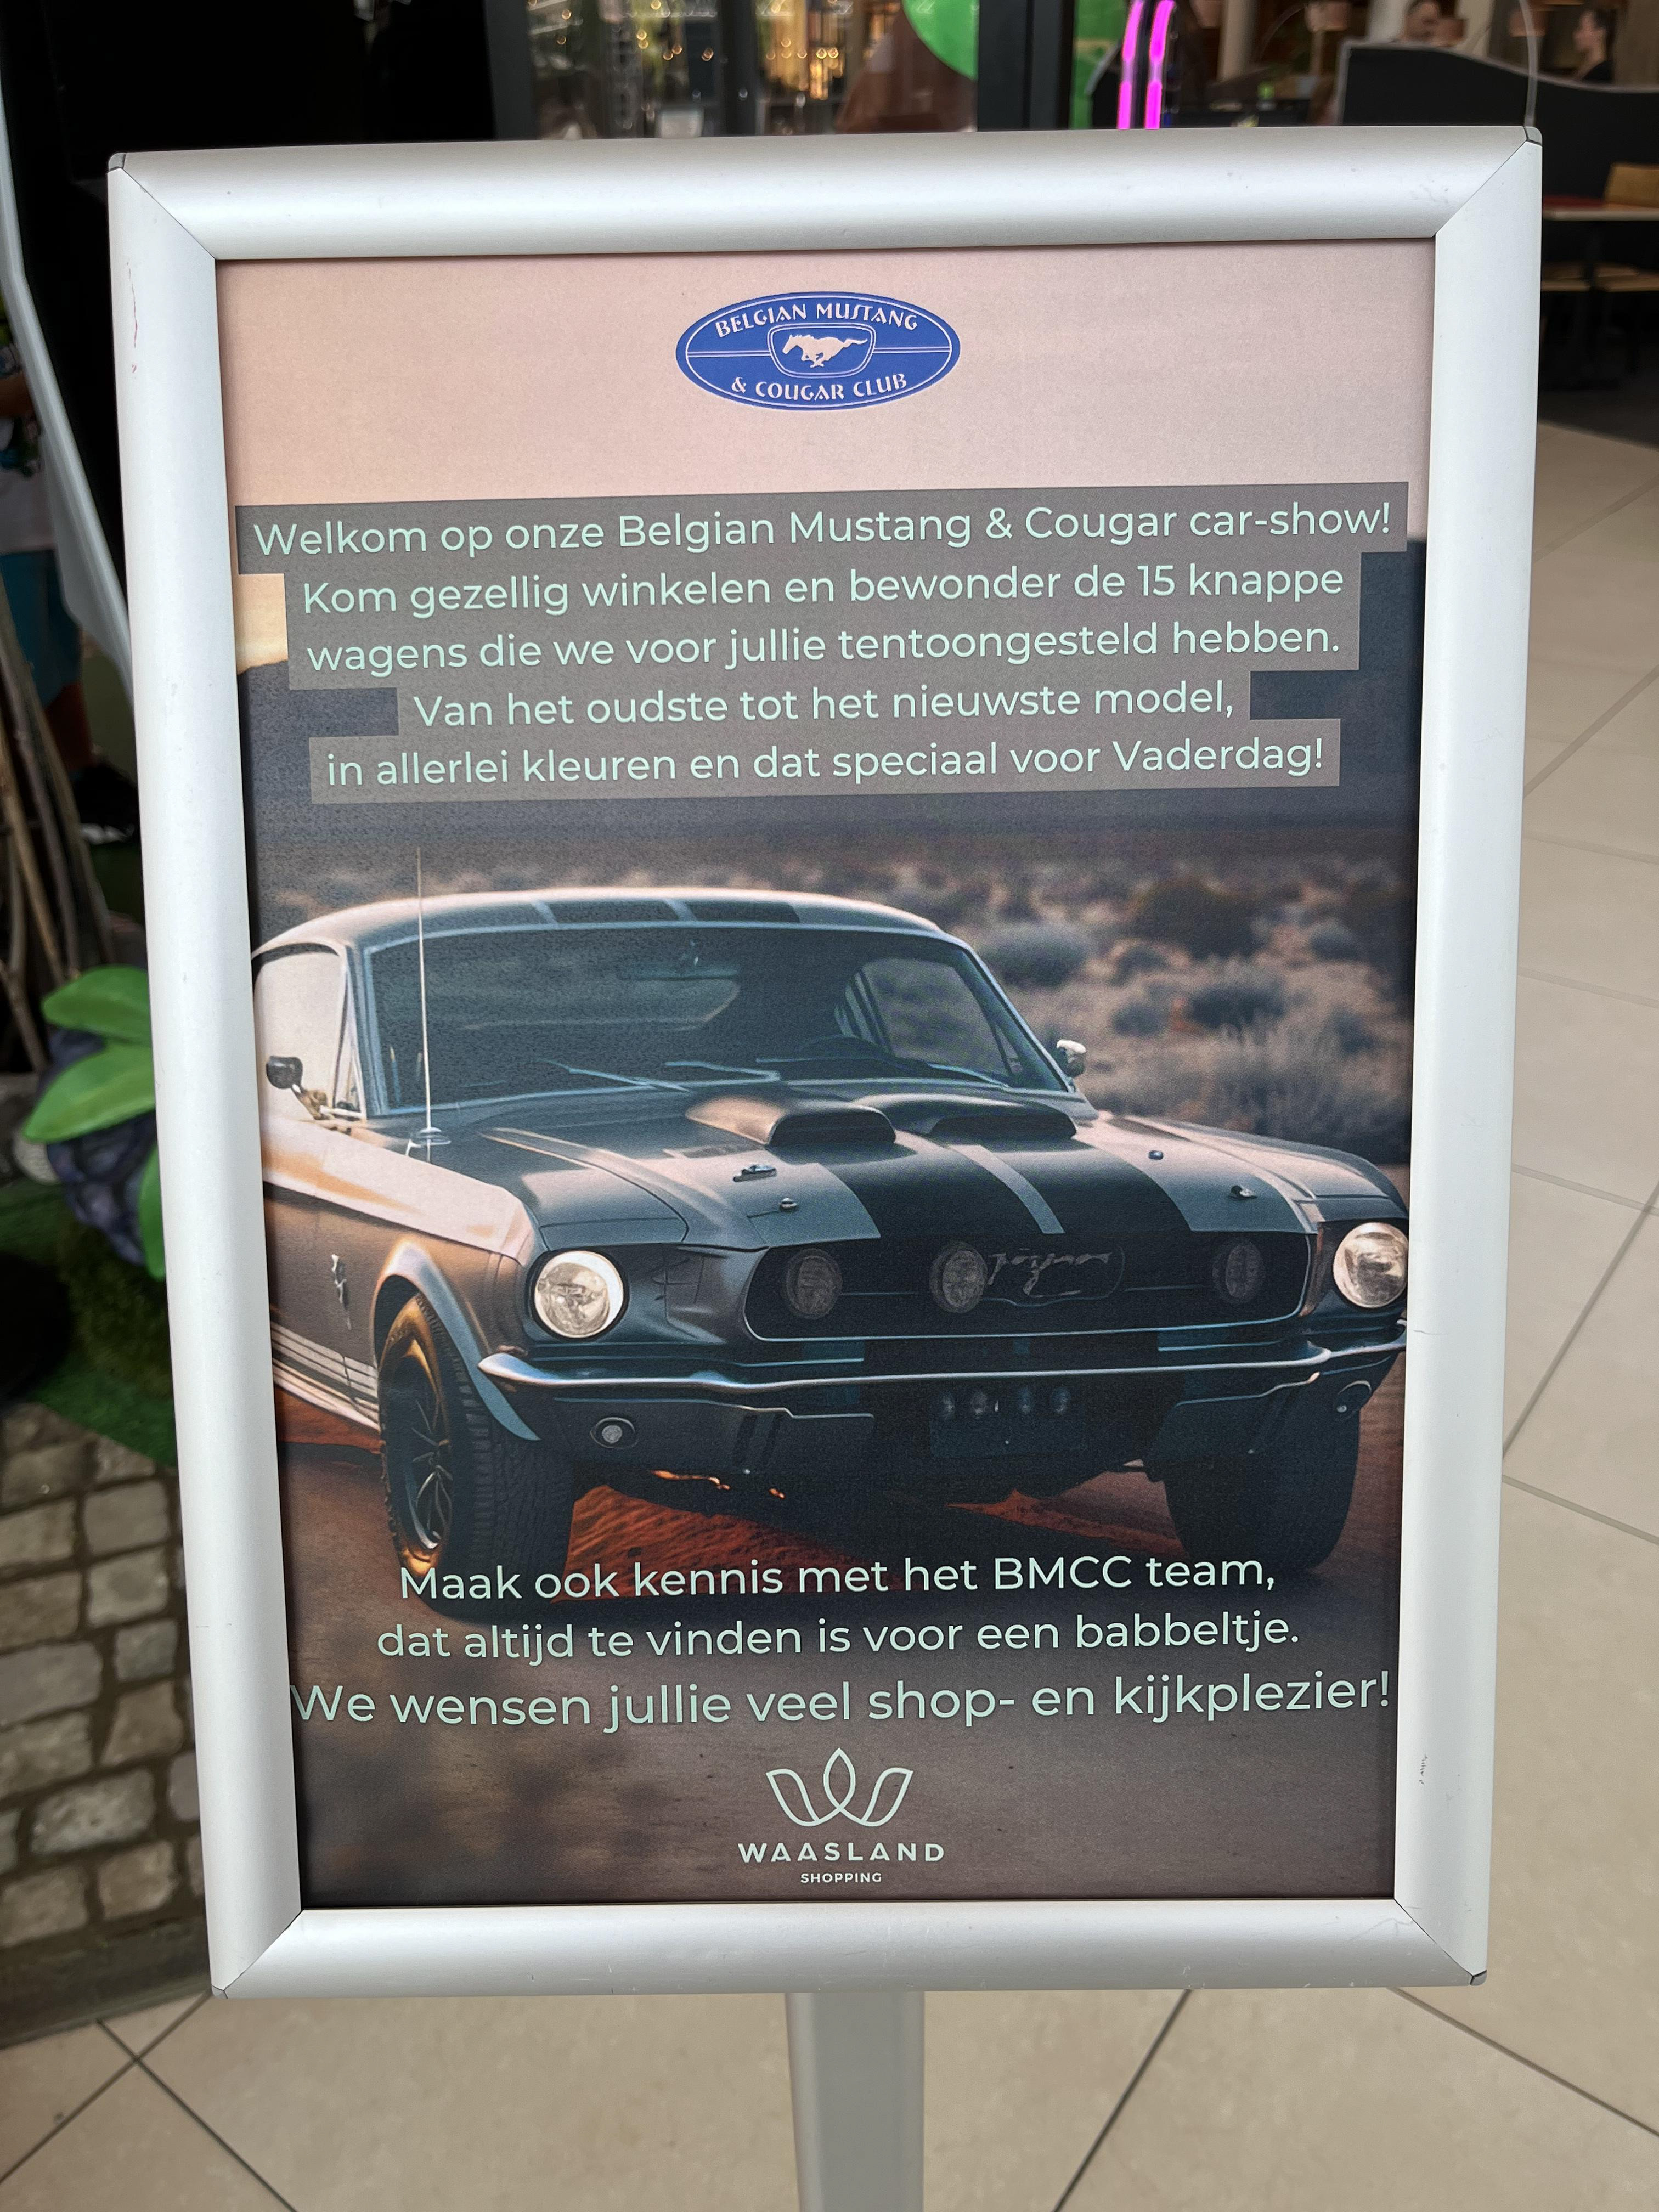 BELGIAN MUSTANG
& COUGAR CLUB
Welkom op onze Belgian Mustang & Cougar car-show!
Kom gezellig winkelen en bewonder de 15 knappe
wagens die we voor jullie tentoongesteld hebben.
Van het oudste tot het nieuwste model,
in allerlei kleuren en dat speciaal voor Vaderdag!
Maak ook kennis met het BMCC team,
dat altijd te vinden is voor een babbeltje.
We wensen jullie veel shop- en kijkplezier!
WAASLAND
SHOPPING